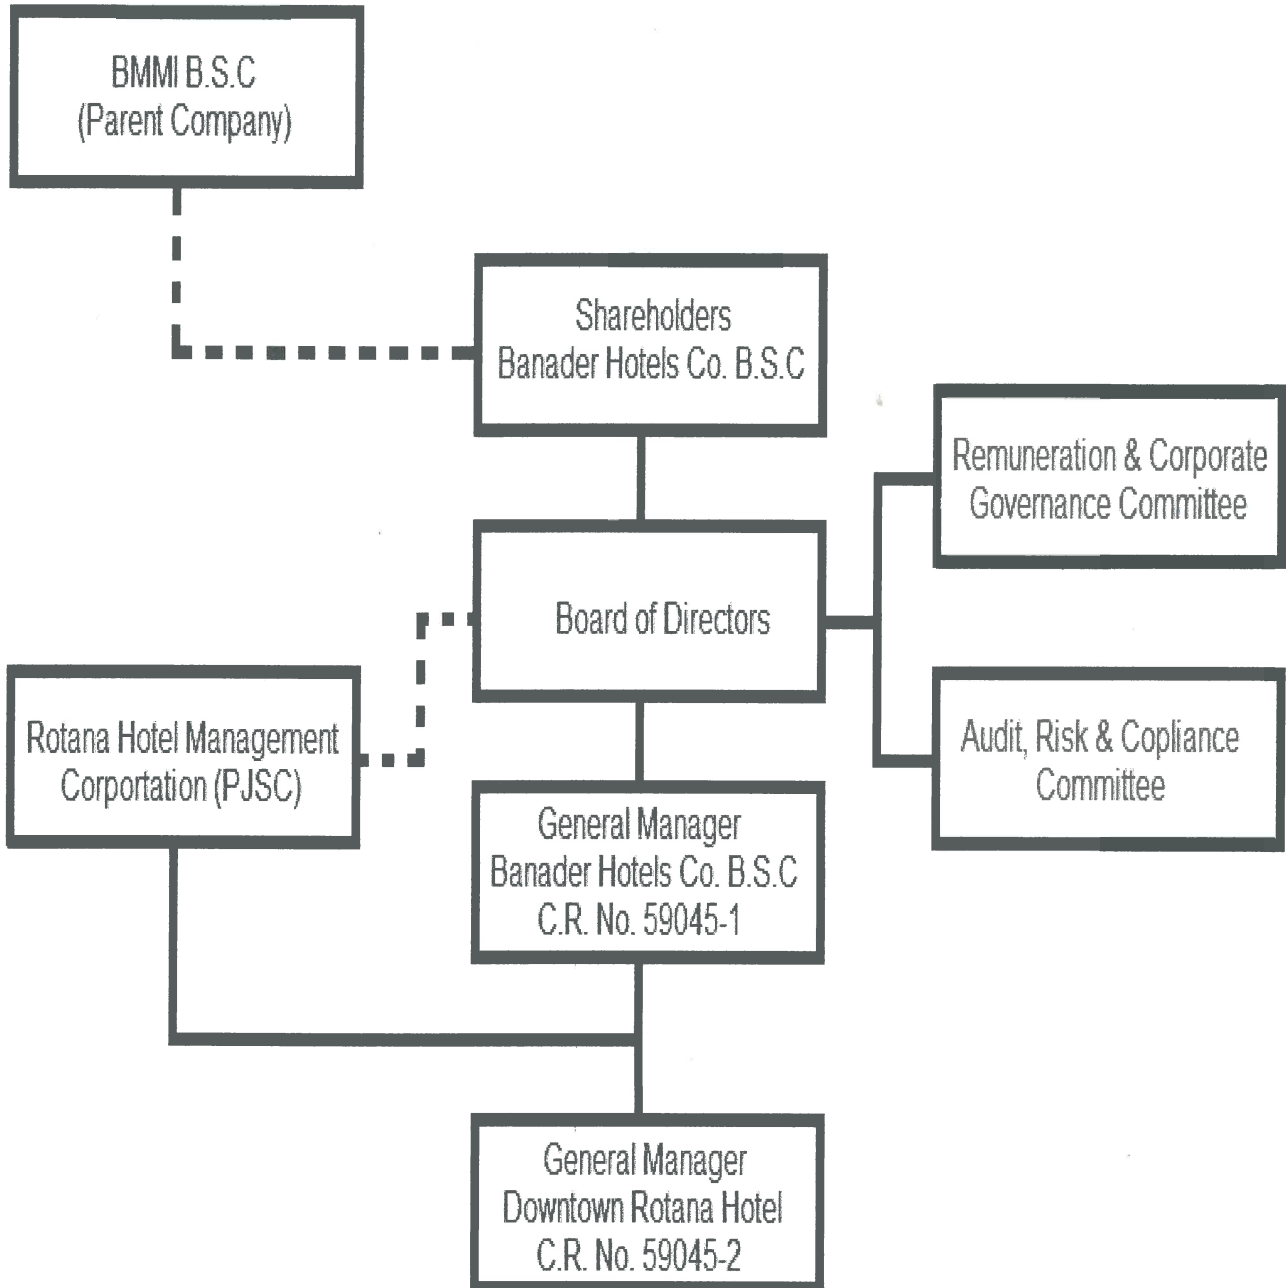 BMMI B.S.C
(Parent Company)
Shareholders
Banader Hotels Co. B.S.C
Remuneration & Corporate
Governance Committee
Board of Directors
Rotana Hotel Management
Corportation (PJSC)
Audit, Risk & Copliance
Committee
General Manager
Banader Hotels Co. B.S.C
C.R. No. 59045-1
General Manager
Downtown Rotana Hotel
C.R. No. 59045-2